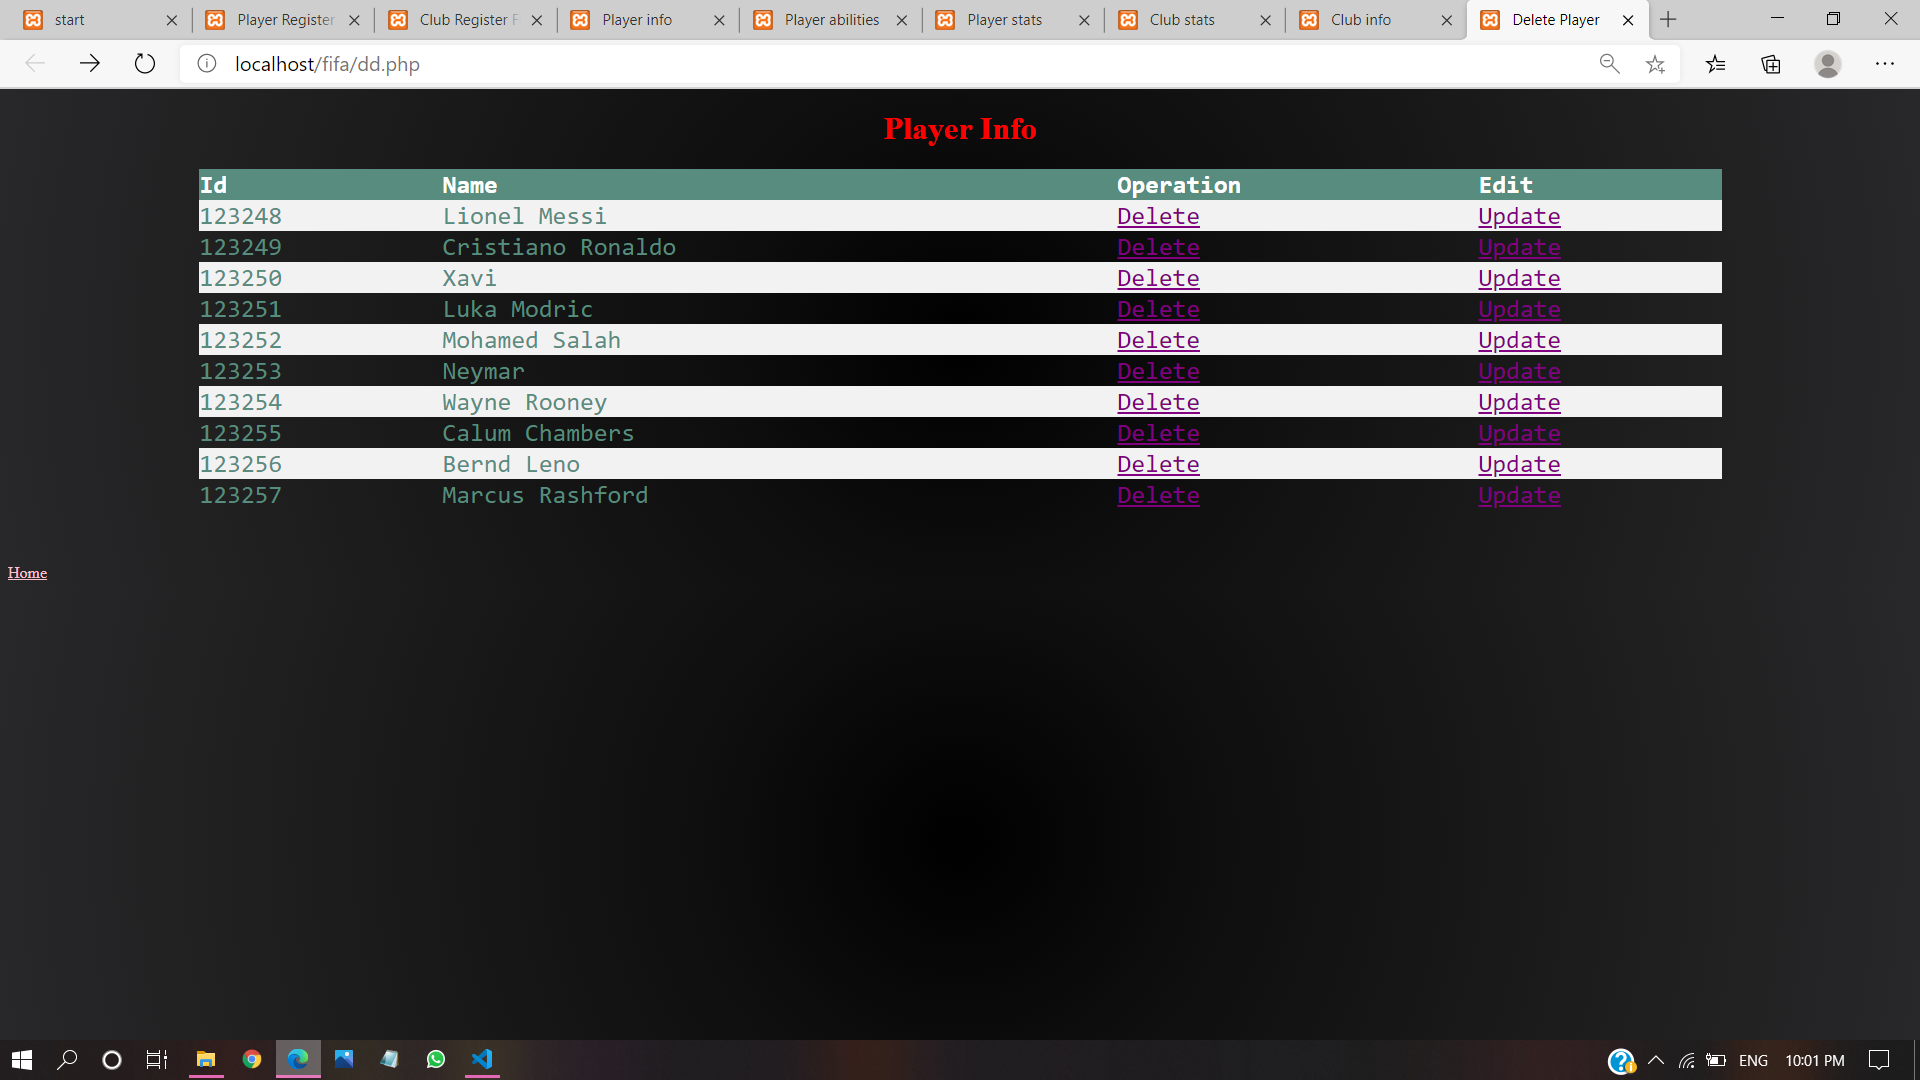 start Player Register Club Register F Player info Player abilities Player stats Club stats Club info Delete Player
localhost/fifa/dd.php
Player Info
Id Name Operation Edit
123248 Lionel Messi Delete Update
123249 Cristiano Ronaldo Delete Update
123250 Xavi Delete Update
123251 Luka Modric Delete Update
123252 Mohamed Salah Delete Update
123253 Neymar Delete Update
123254 Wayne Rooney Delete Update
123255 Calum Chambers Delete Update
123256 Bernd Leno Delete Update
123257 Marcus Rashford Delete Update
Home
ENG 10:01 PM